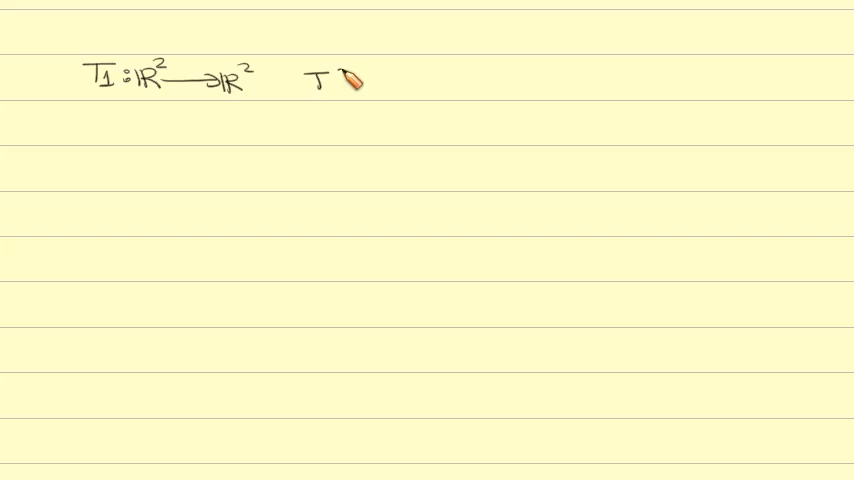 T1 : ℝ² ⟶ ℝ² T